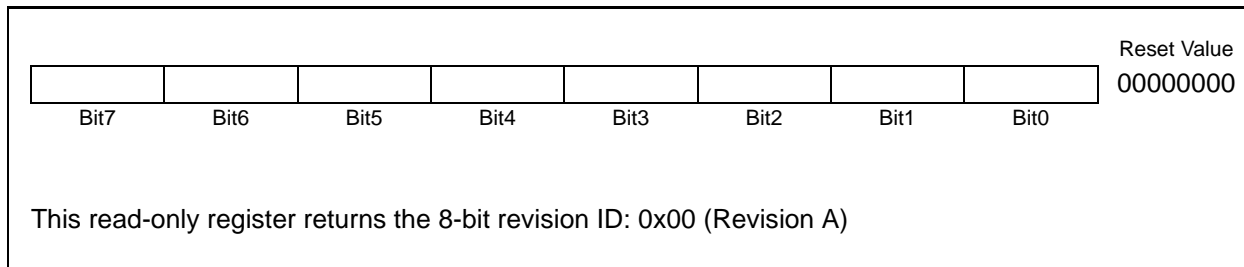 Reset Value
00000000
Bit7 Bit6 Bit5 Bit4 Bit3 Bit2 Bit1 Bit0
This read-only register returns the 8-bit revision ID: 0x00 (Revision A)